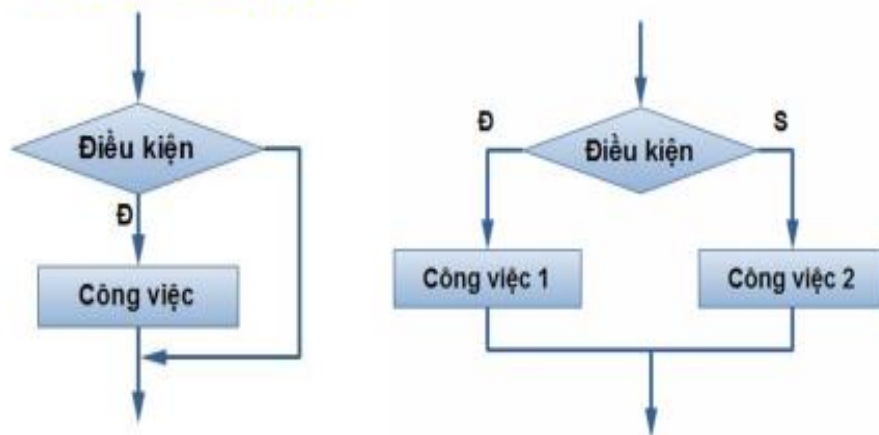 Điều kiện
Đ
Công việc
Đ
S
Điều kiện
Công việc 1
Công việc 2